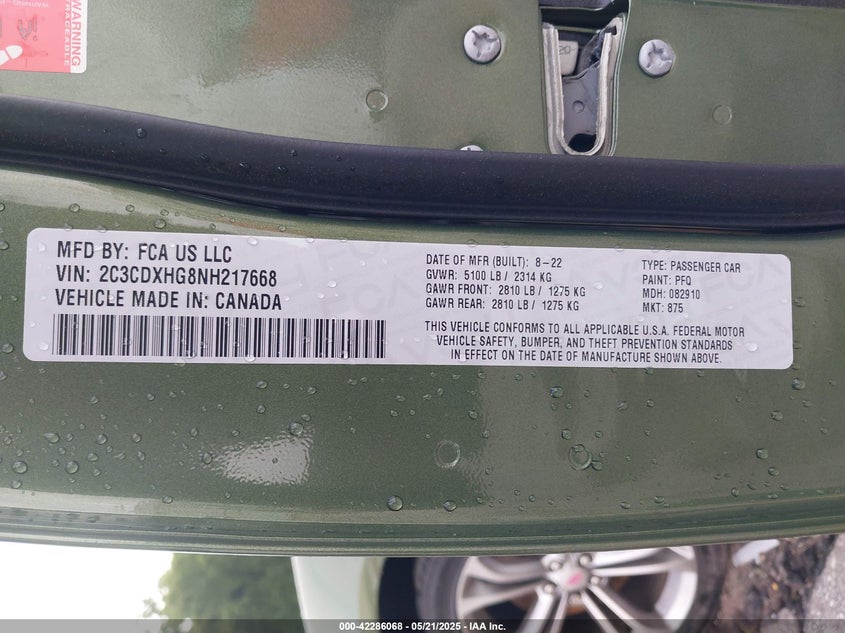 WARNING
MFD BY: FCA US LLC
VIN: 2C3CDXHG8NH217668
VEHICLE MADE IN: CANADA
DATE OF MFR (BUILT): 8-22
GVWR: 5100 LB / 2314 KG
GAWR FRONT: 2810 LB / 1275 KG
GAWR REAR: 2810 LB / 1275 KG
TYPE: PASSENGER CAR
PAINT: PFQ
MDH: 082910
MKT: 875
THIS VEHICLE CONFORMS TO ALL APPLICABLE U.S.A. FEDERAL MOTOR
VEHICLE SAFETY, BUMPER, AND THEFT PREVENTION STANDARDS
IN EFFECT ON THE DATE OF MANUFACTURE SHOWN ABOVE.
000-42286068 - 05/21/2025 - IAA Inc.